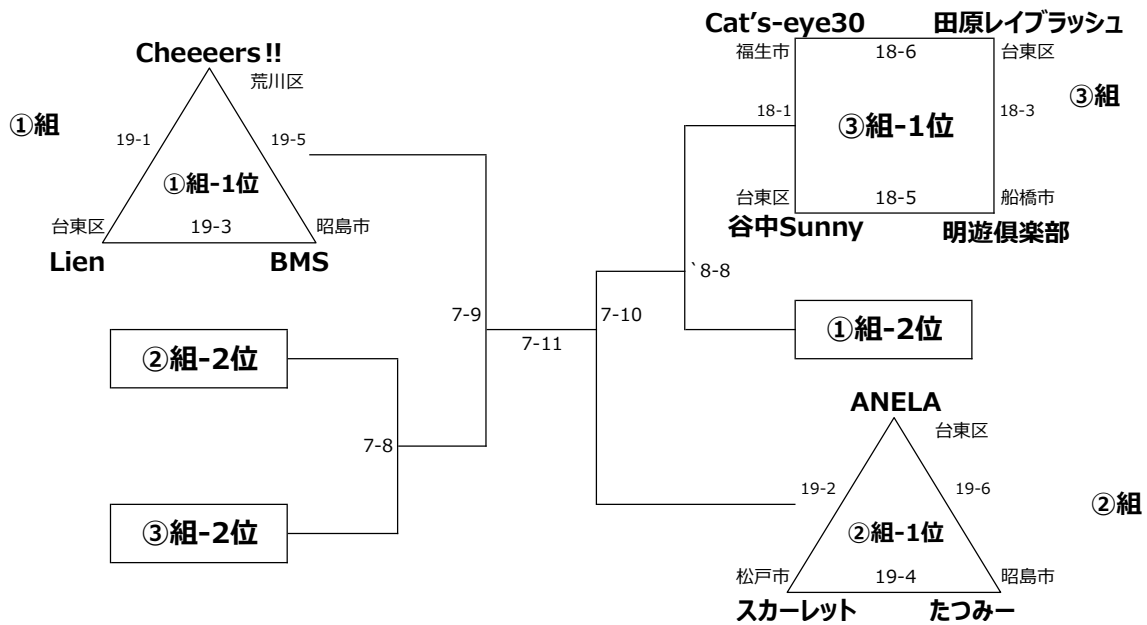 Cheeeers!!
荒川区
①組
19-1
19-5
①組-1位
台東区
19-3
昭島市
Lien
BMS
②組-2位
7-8
③組-2位
7-9
7-11
7-10
Cat's-eye30
田原レイブラッシュ
福生市
18-6
台東区
③組
18-1
③組-1位
18-3
台東区
18-5
船橋市
谷中Sunny
明遊倶楽部
`8-8
①組-2位
ANELA
台東区
19-2
19-6
②組
②組-1位
松戸市
19-4
昭島市
スカーレット
たつみー